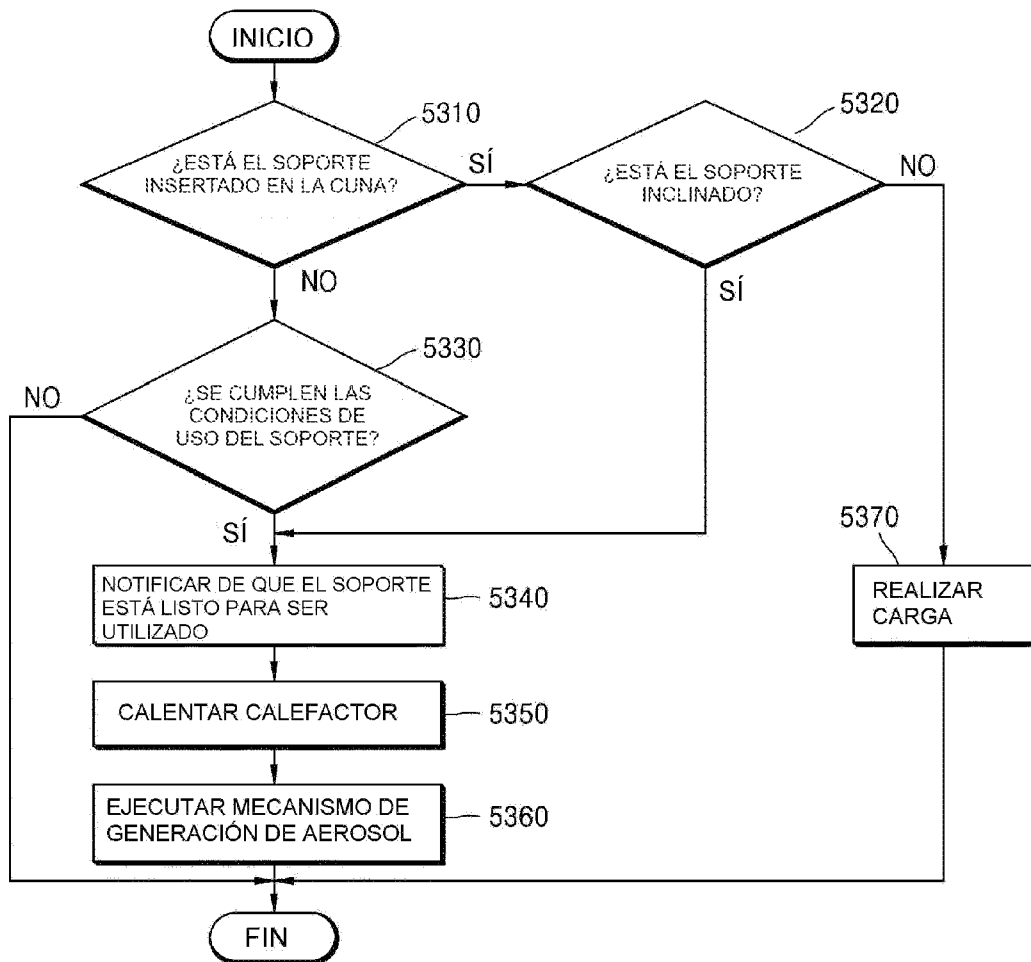 INICIO
5310
¿ESTÁ EL SOPORTE
INSERTADO EN LA CUNA?
SÍ
5320
¿ESTÁ EL SOPORTE
INCLINADO?
NO
NO
SÍ
5330
NO
¿SE CUMPLEN LAS
CONDICIONES DE
USO DEL SOPORTE?
SÍ
NOTIFICAR DE QUE EL SOPORTE
ESTÁ LISTO PARA SER
UTILIZADO
5340
5370
REALIZAR
CARGA
CALENTAR CALEFACTOR
5350
EJECUTAR MECANISMO DE
GENERACIÓN DE AEROSOL
5360
FIN